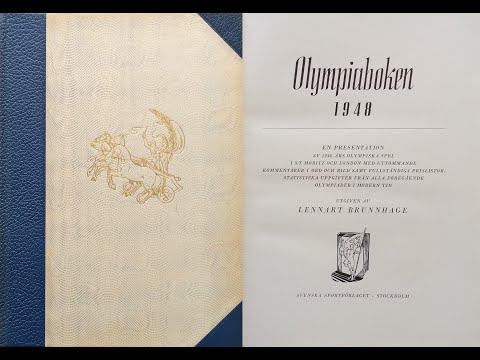 Olympiaboken
1948
EN PRESENTATION
AV 1948 ÅRS OLYMPISKA SPEL
I S:T MORITZ OCH LONDON MED UTTÖMMANDE
KOMMENTARER I ORD OCH BILD SAMT FULLSTÄNDIGA PRISLISTOR.
STATISTISKA UPPGIFTER FRÅN ALLA FÖREGÅENDE
OLYMPIADER I MODERN TID
UTGIVEN AV
LENNART BRUNNHAGE
SVENSKA SPORTFÖRLAGET - STOCKHOLM